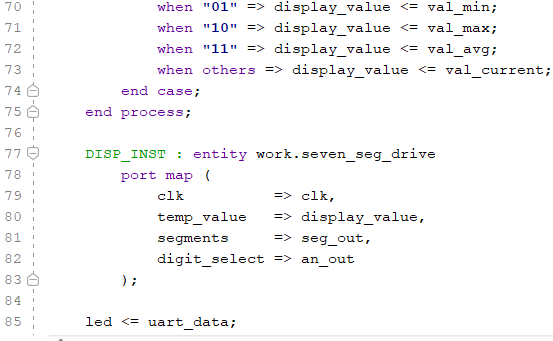 70 when "01" => display_value <= val_min;
71 when "10" => display_value <= val_max;
72 when "11" => display_value <= val_avg;
73 when others => display_value <= val_current;
74 end case;
75 end process;
76
77 DISP_INST : entity work.seven_seg_drive
78 port map (
79 clk => clk,
80 temp_value => display_value,
81 segments => seg_out,
82 digit_select => an_out
83 );
84
85 led <= uart_data;